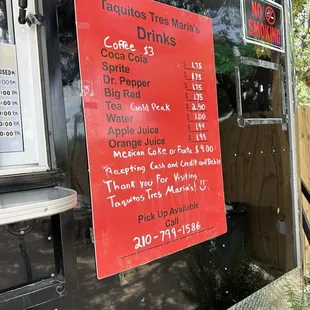 Taquitos Tres Maria's
Drinks
Coffee $3
Coca Cola 1.75
Sprite 1.75
Dr. Pepper 1.75
Big Red 1.75
Tea Gold Peak 2.50
Water 1.00
Apple Juice 1.99
Orange Juice 1.99
Mexican Coke or Fanta $4.00
Accepting Cash and Credit and Debit
Thank you For Visiting
Taquitos Tres Maria's!
Pick Up Available
Call
210-799-1586
NO
SMOKING
CLOSED